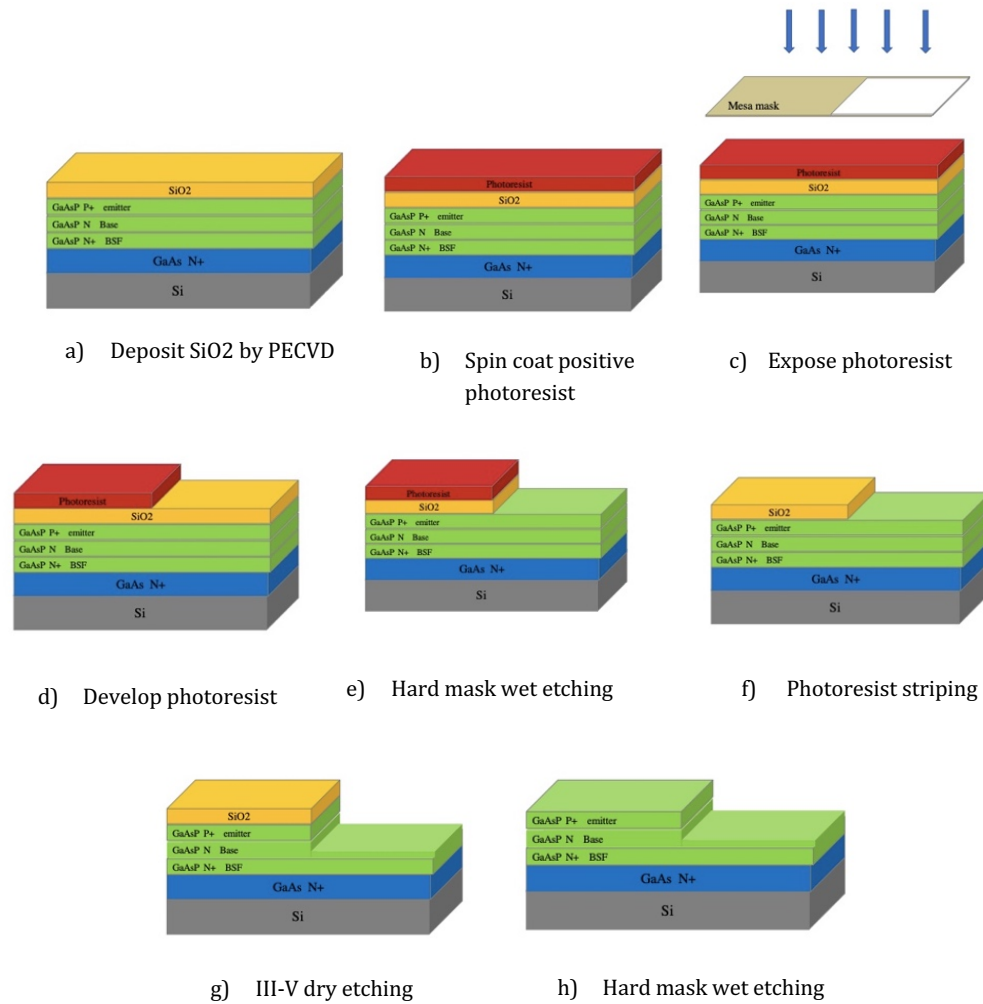 Mesa mask
SiO2
GaAsP P+ emitter
GaAsP N Base
GaAsP N+ BSF
GaAs N+
Si
a) Deposit SiO2 by PECVD
Photoresist
SiO2
GaAsP P+ emitter
GaAsP N Base
GaAsP N+ BSF
GaAs N+
Si
b) Spin coat positive
photoresist
Photoresist
SiO2
GaAsP P+ emitter
GaAsP N Base
GaAsP N+ BSF
GaAs N+
Si
c) Expose photoresist
Photoresist
SiO2
GaAsP P+ emitter
GaAsP N Base
GaAsP N+ BSF
GaAs N+
Si
d) Develop photoresist
Photoresist
SiO2
GaAsP P+ emitter
GaAsP N Base
GaAsP N+ BSF
GaAs N+
Si
e) Hard mask wet etching
SiO2
GaAsP P+ emitter
GaAsP N Base
GaAsP N+ BSF
GaAs N+
Si
f) Photoresist striping
SiO2
GaAsP P+ emitter
GaAsP N Base
GaAsP N+ BSF
GaAs N+
Si
g) III-V dry etching
GaAsP P+ emitter
GaAsP N Base
GaAsP N+ BSF
GaAs N+
Si
h) Hard mask wet etching